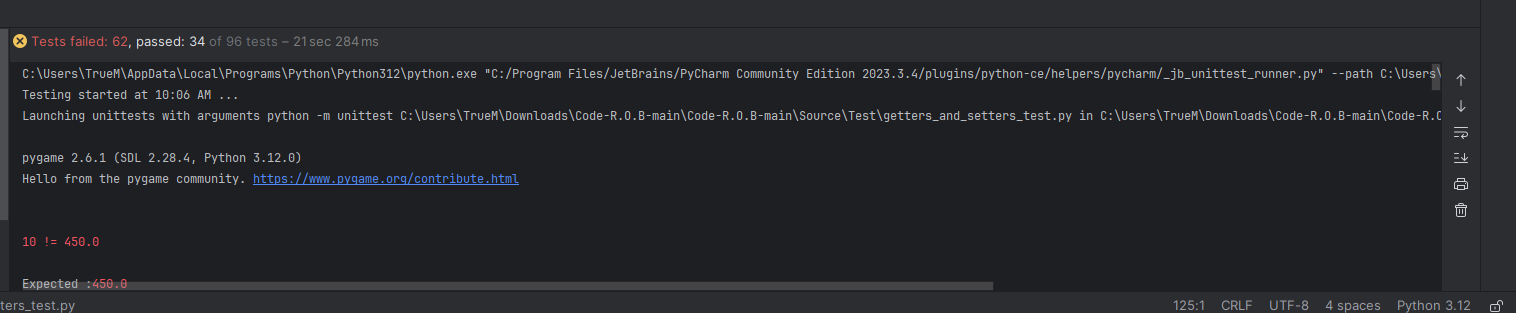 Tests failed: 62, passed: 34 of 96 tests – 21 sec 284 ms
C:\Users\TrueM\AppData\Local\Programs\Python\Python312\python.exe "C:/Program Files/JetBrains/PyCharm Community Edition 2023.3.4/plugins/python-ce/helpers/pycharm/_jb_unittest_runner.py" --path C:\Users\
Testing started at 10:06 AM ...
Launching unittests with arguments python -m unittest C:\Users\TrueM\Downloads\Code-R.O.B-main\Code-R.O.B-main\Source\Test\getters_and_setters_test.py in C:\Users\TrueM\Downloads\Code-R.O.B-main\Code-R.O
pygame 2.6.1 (SDL 2.28.4, Python 3.12.0)
Hello from the pygame community. https://www.pygame.org/contribute.html
10 != 450.0
Expected :450.0
ters_test.py 125:1 CRLF UTF-8 4 spaces Python 3.12